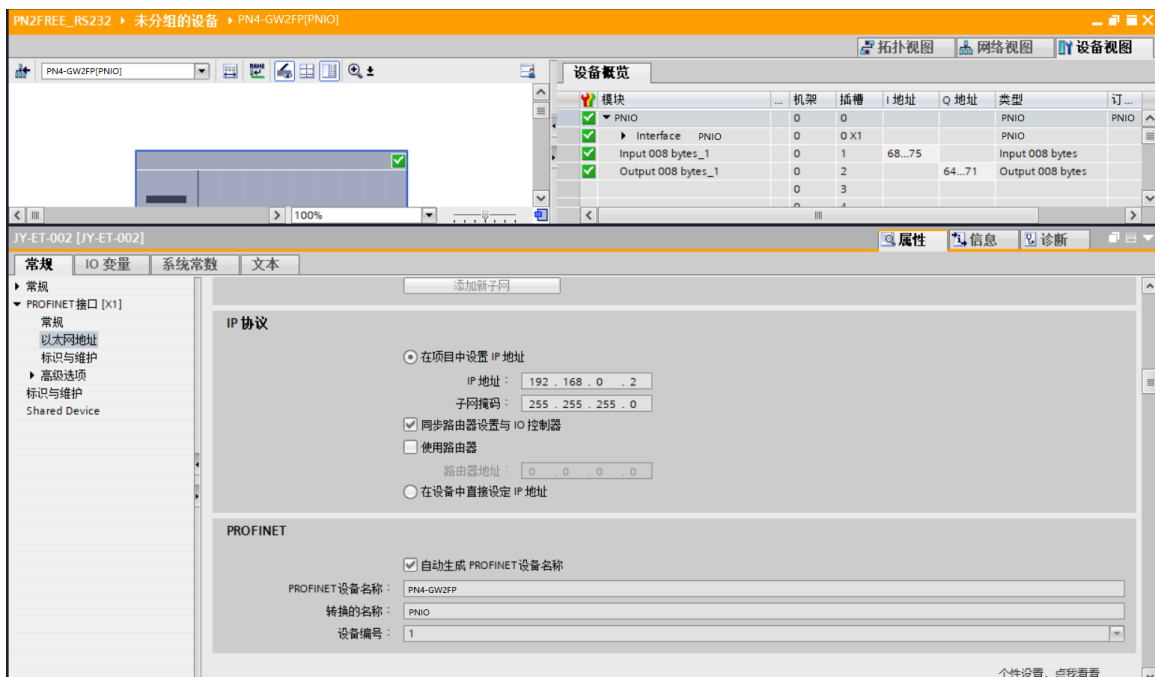 PN2FREE_RS232 ▸ 未分组的设备 ▸ PN4-GW2FP[PNIO]
拓扑视图 网络视图 设备视图
PN4-GW2FP[PNIO]
设备概览
模块 ... 机架 插槽 I 地址 Q 地址 类型 订...
PNIO 0 0 PNIO PNIO
Interface PNIO 0 0 X1 PNIO
Input 008 bytes_1 0 1 68...75 Input 008 bytes
Output 008 bytes_1 0 2 64...71 Output 008 bytes
0 3
100%
JY-ET-002 [JY-ET-002]
属性 信息 诊断
常规 IO 变量 系统常数 文本
常规
PROFINET接口 [X1]
常规
以太网地址
标识与维护
高级选项
标识与维护
Shared Device
添加新子网
IP 协议
在项目中设置 IP 地址
IP 地址： 192 . 168 . 0 . 2
子网掩码： 255 . 255 . 255 . 0
同步路由器设置与 IO 控制器
使用路由器
路由器地址： 0 . 0 . 0 . 0
在设备中直接设定 IP 地址
PROFINET
自动生成 PROFINET设备名称
PROFINET设备名称： PN4-GW2FP
转换的名称： PNIO
设备编号： 1
个性设置，点我看看